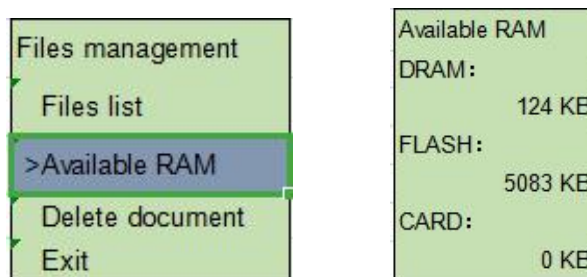 Files management
Files list
>Available RAM
Delete document
Exit
Available RAM
DRAM:
124 KB
FLASH:
5083 KB
CARD:
0 KB